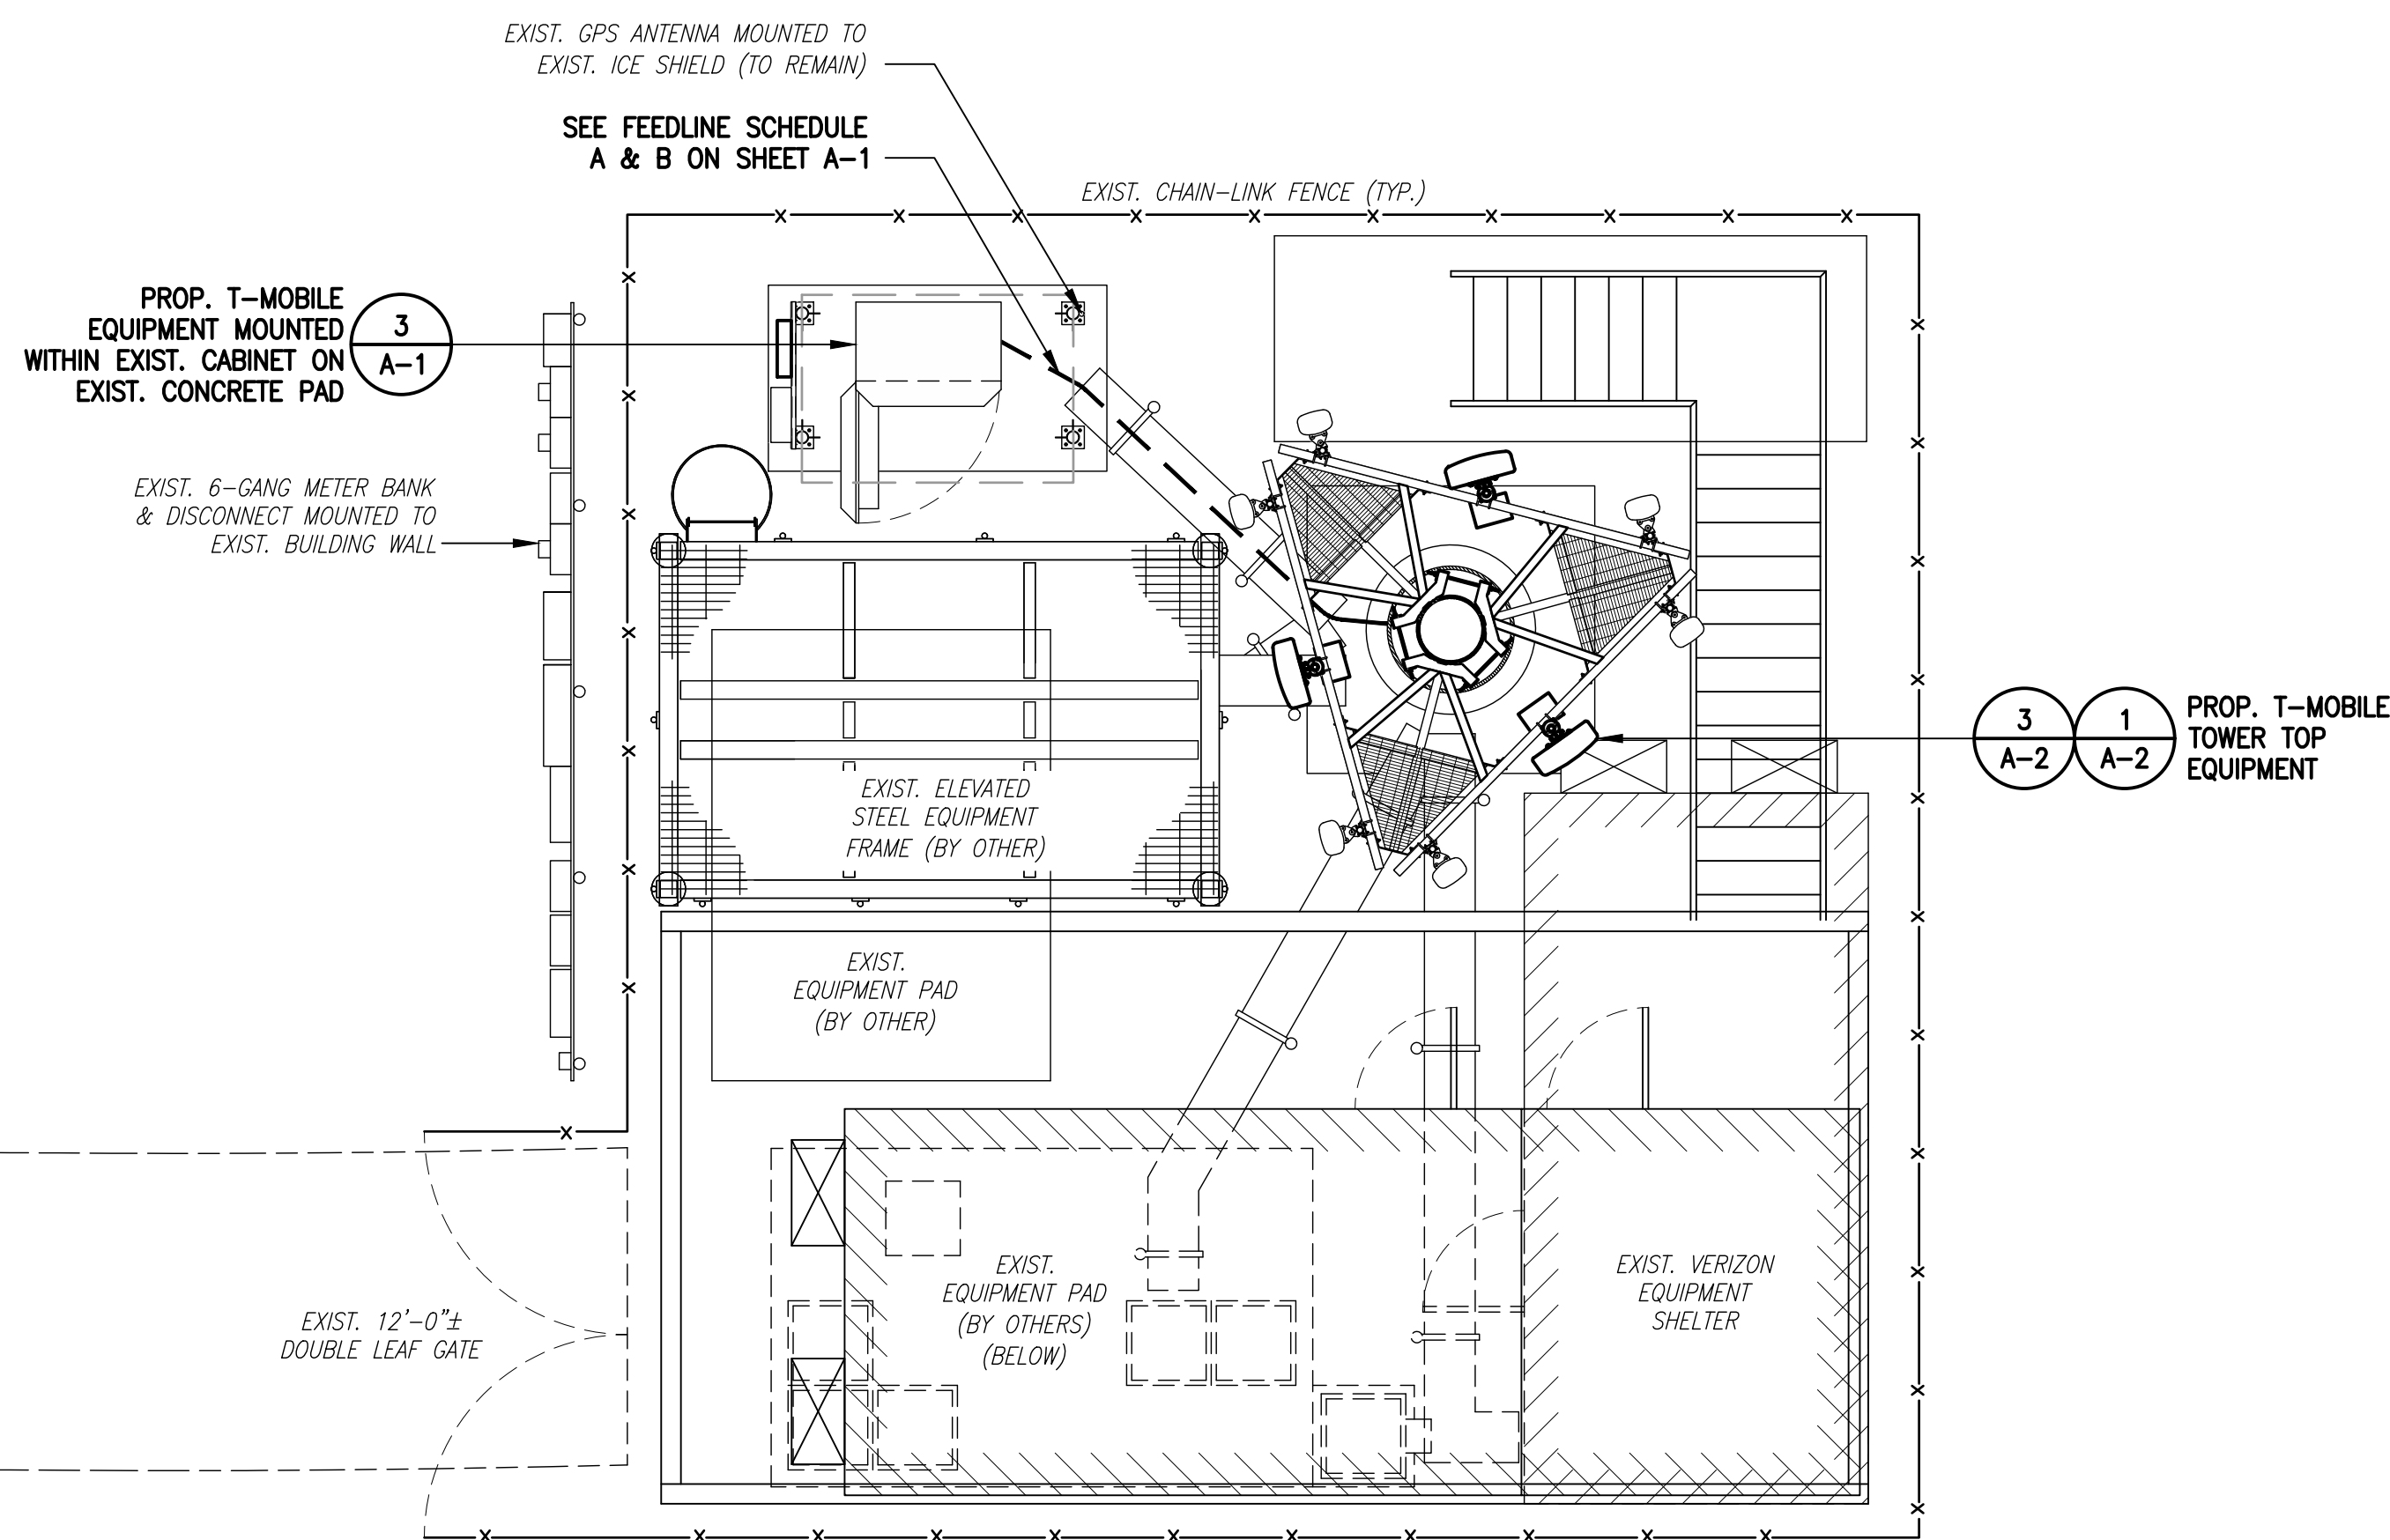 EXIST. GPS ANTENNA MOUNTED TO
EXIST. ICE SHIELD (TO REMAIN)
SEE FEEDLINE SCHEDULE
A & B ON SHEET A-1
EXIST. CHAIN-LINK FENCE (TYP.)
PROP. T-MOBILE
EQUIPMENT MOUNTED
WITHIN EXIST. CABINET ON
EXIST. CONCRETE PAD
3
A-1
EXIST. 6-GANG METER BANK
& DISCONNECT MOUNTED TO
EXIST. BUILDING WALL
3
A-2
1
A-2
PROP. T-MOBILE
TOWER TOP
EQUIPMENT
EXIST. ELEVATED
STEEL EQUIPMENT
FRAME (BY OTHER)
EXIST.
EQUIPMENT PAD
(BY OTHER)
EXIST.
EQUIPMENT PAD
(BY OTHERS)
(BELOW)
EXIST. VERIZON
EQUIPMENT
SHELTER
EXIST. 12'-0"±
DOUBLE LEAF GATE